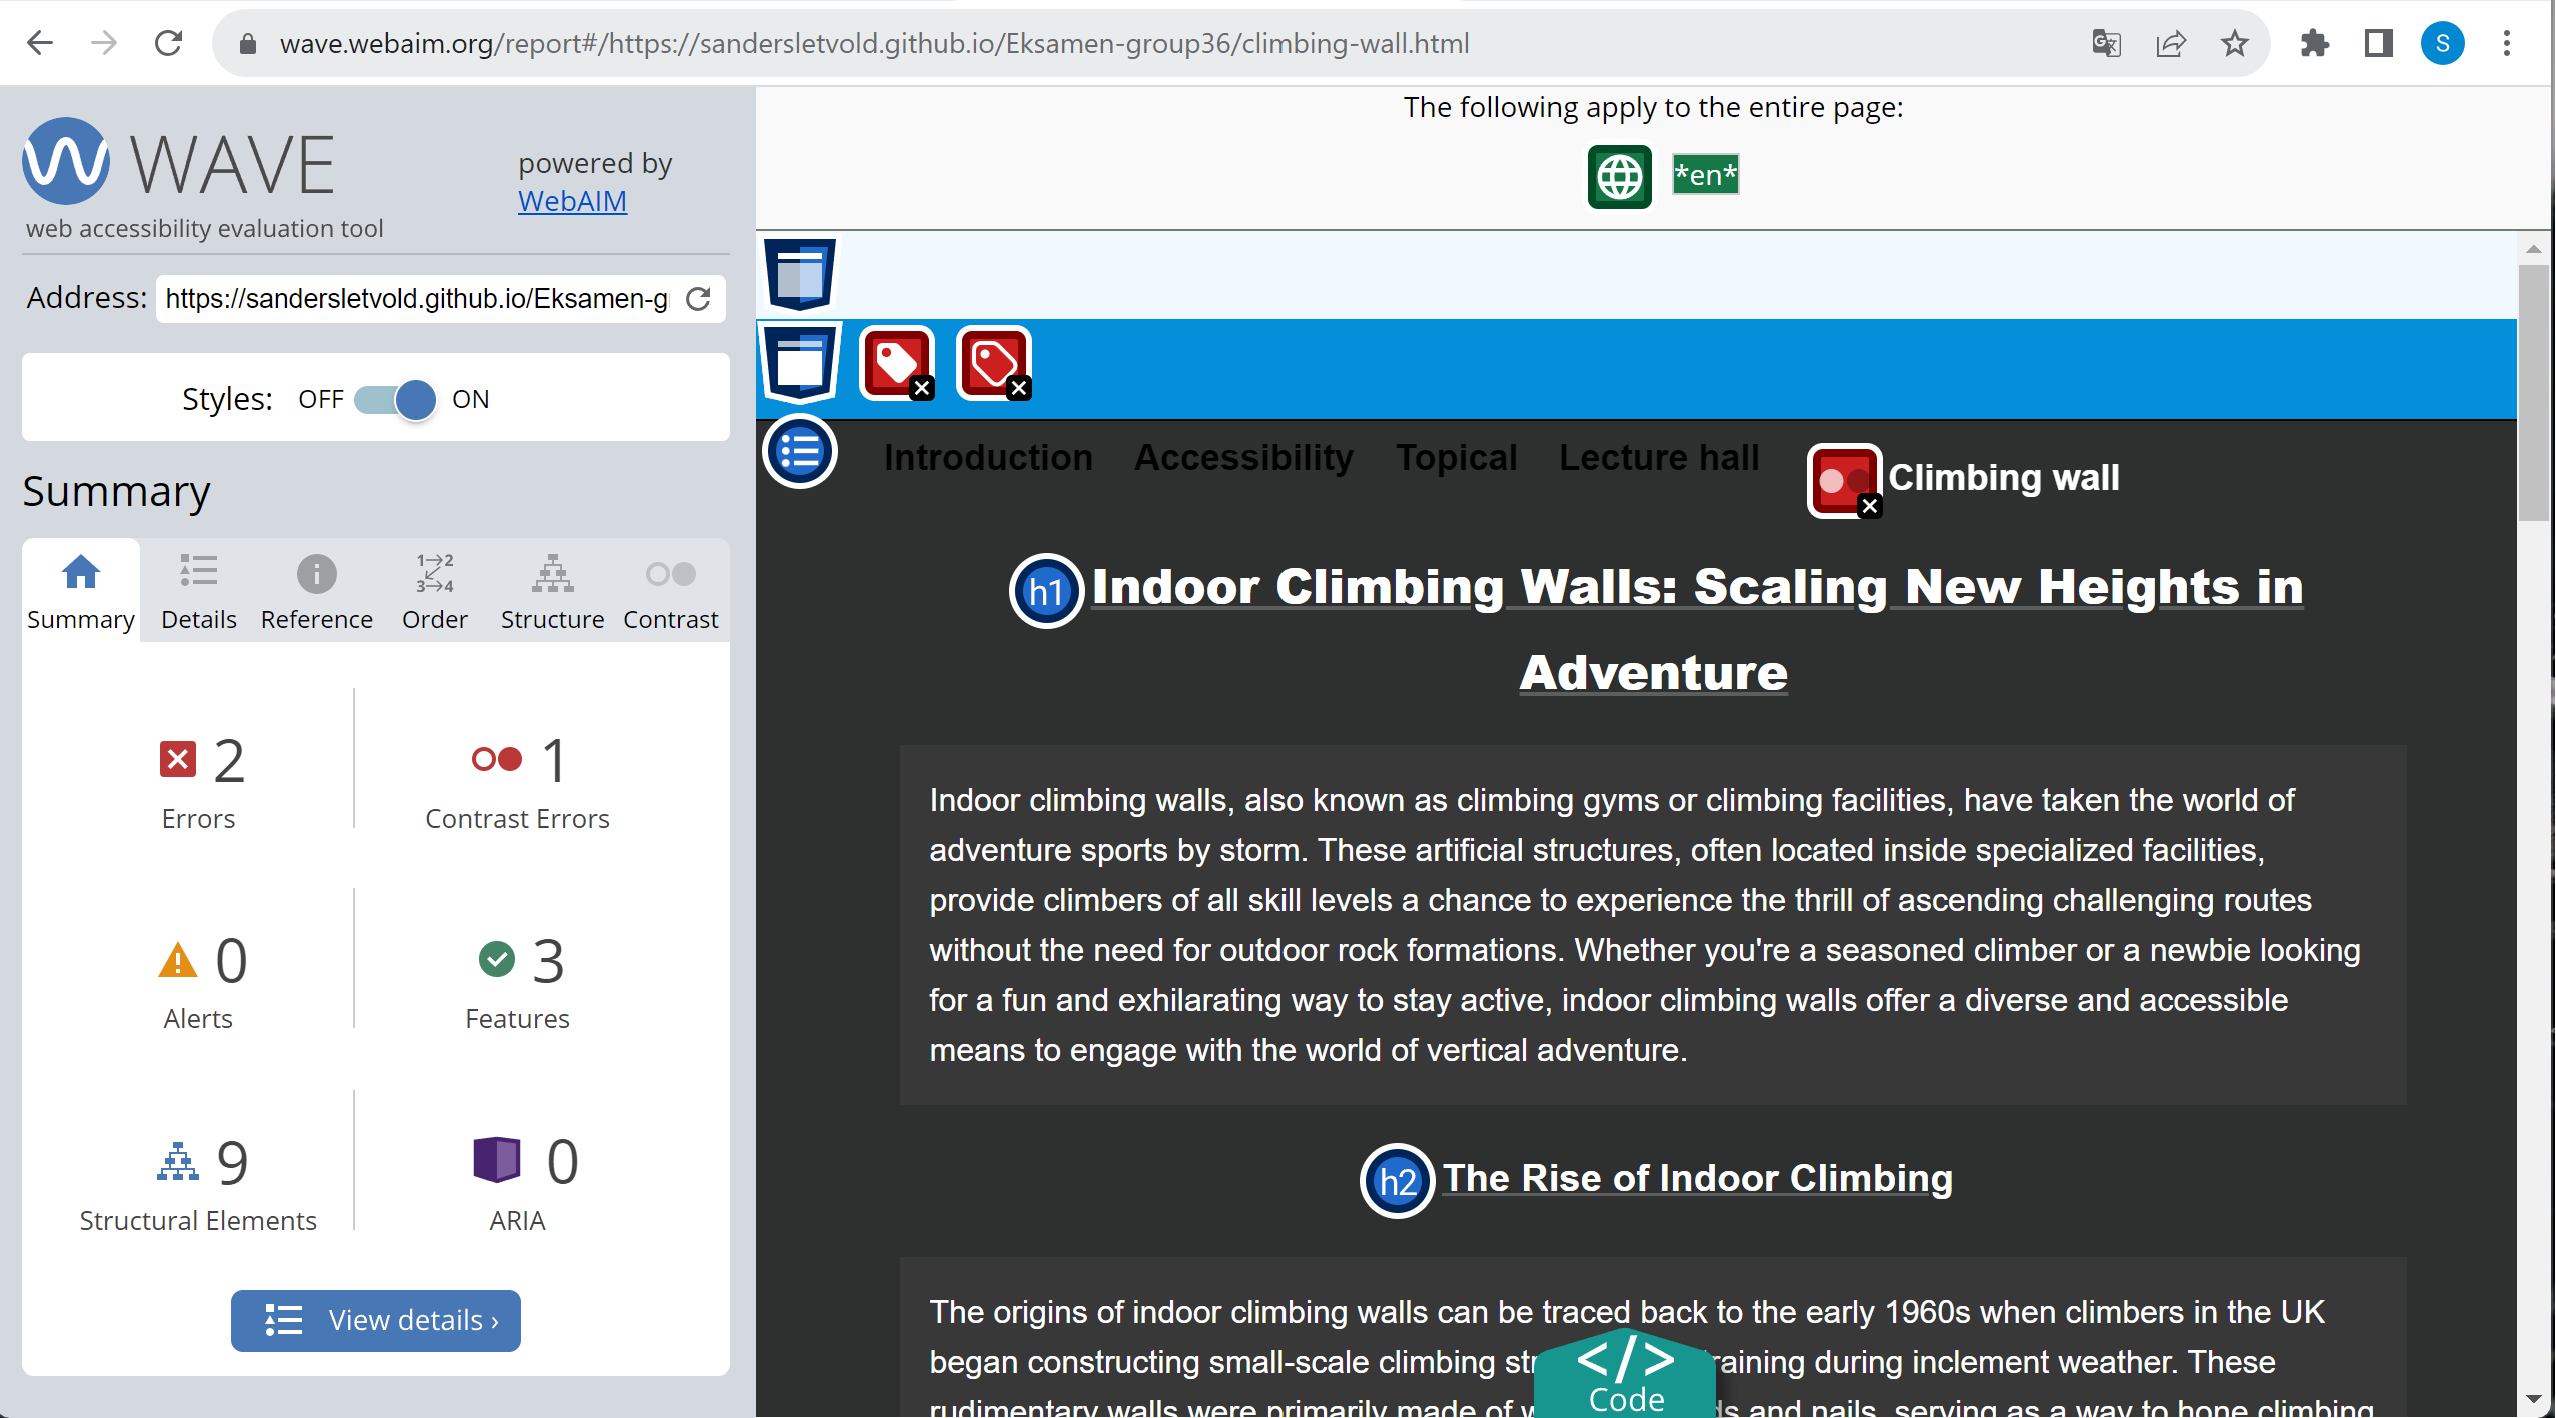 wave.webaim.org/report#/https://sandersletvold.github.io/Eksamen-group36/climbing-wall.html
S
WAVE
powered by
WebAIM
web accessibility evaluation tool
Address:
https://sandersletvold.github.io/Eksamen-g
Styles: OFF ON
Summary
Summary Details Reference Order Structure Contrast
1→2
3→4
2
Errors
1
Contrast Errors
0
Alerts
3
Features
9
Structural Elements
0
ARIA
View details ›
The following apply to the entire page:
*en*
Introduction Accessibility Topical Lecture hall Climbing wall
h1 Indoor Climbing Walls: Scaling New Heights in
Adventure
Indoor climbing walls, also known as climbing gyms or climbing facilities, have taken the world of
adventure sports by storm. These artificial structures, often located inside specialized facilities,
provide climbers of all skill levels a chance to experience the thrill of ascending challenging routes
without the need for outdoor rock formations. Whether you're a seasoned climber or a newbie looking
for a fun and exhilarating way to stay active, indoor climbing walls offer a diverse and accessible
means to engage with the world of vertical adventure.
h2 The Rise of Indoor Climbing
The origins of indoor climbing walls can be traced back to the early 1960s when climbers in the UK
began constructing small-scale climbing raining during inclement weather. These
rudimentary walls were primarily made of and nails, serving as a way to hone climbing
</> Code